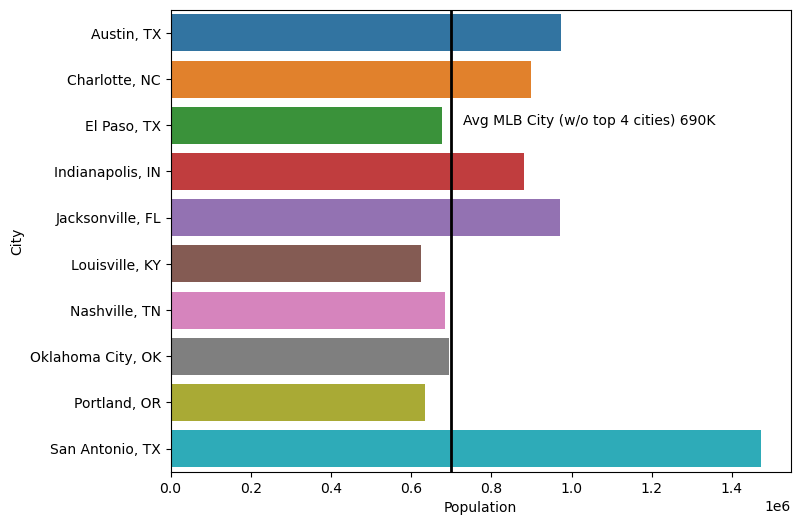 Austin, TX
Charlotte, NC
El Paso, TX
Avg MLB City (w/o top 4 cities) 690K
Indianapolis, IN
Jacksonville, FL
City
Louisville, KY
Nashville, TN
Oklahoma City, OK
Portland, OR
San Antonio, TX
0.0 0.2 0.4 0.6 0.8 1.0 1.2 1.4
Population
1e6